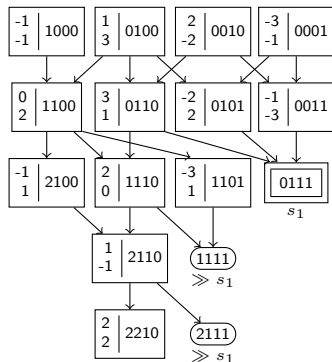 -1 -1 | 1000
1 3 | 0100
2 -2 | 0010
-3 -1 | 0001
0 2 | 1100
3 1 | 0110
-2 2 | 0101
-1 -3 | 0011
-1 1 | 2100
2 0 | 1110
-3 1 | 1101
0111
s₁
1 -1 | 2110
1111
≫ s₁
2 2 | 2210
2111
≫ s₁